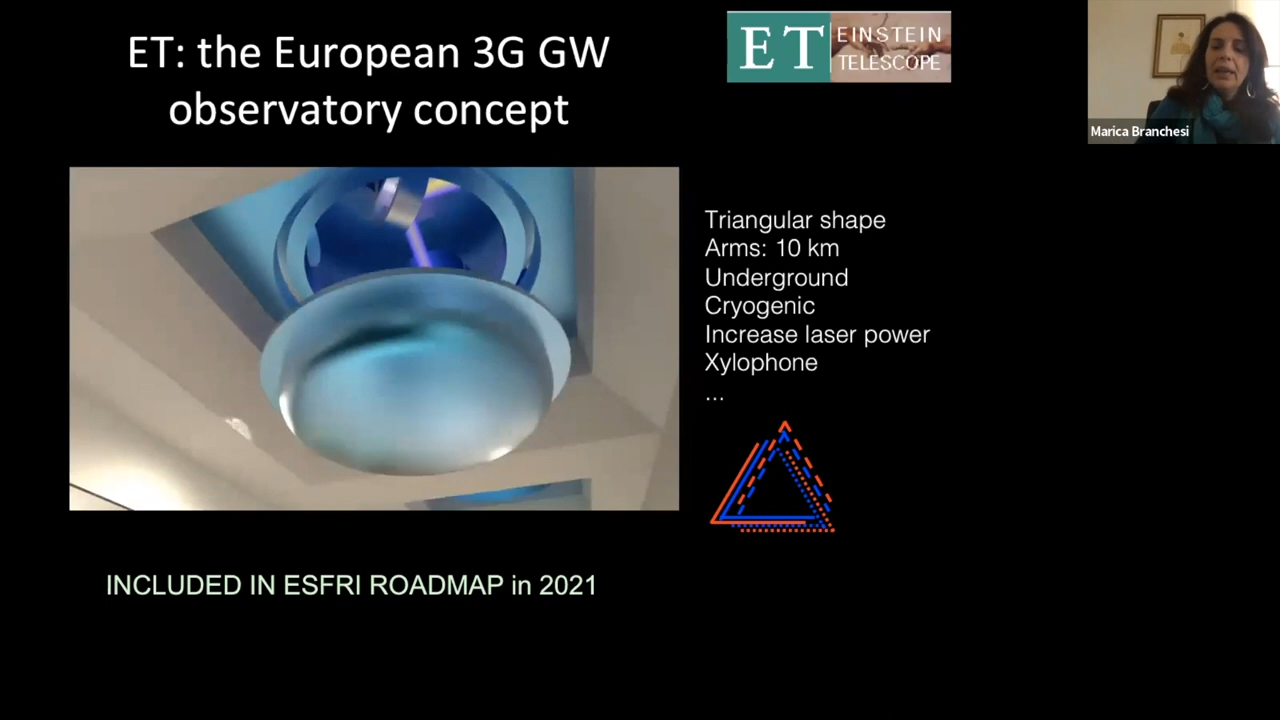 ET: the European 3G GW
observatory concept
ET EINSTEIN
TELESCOPE
Marica Branchesi
Triangular shape
Arms: 10 km
Underground
Cryogenic
Increase laser power
Xylophone
...
INCLUDED IN ESFRI ROADMAP in 2021